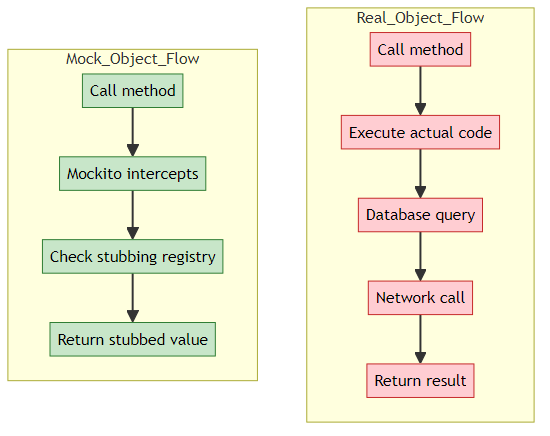 Mock_Object_Flow
Call method
Mockito intercepts
Check stubbing registry
Return stubbed value
Real_Object_Flow
Call method
Execute actual code
Database query
Network call
Return result